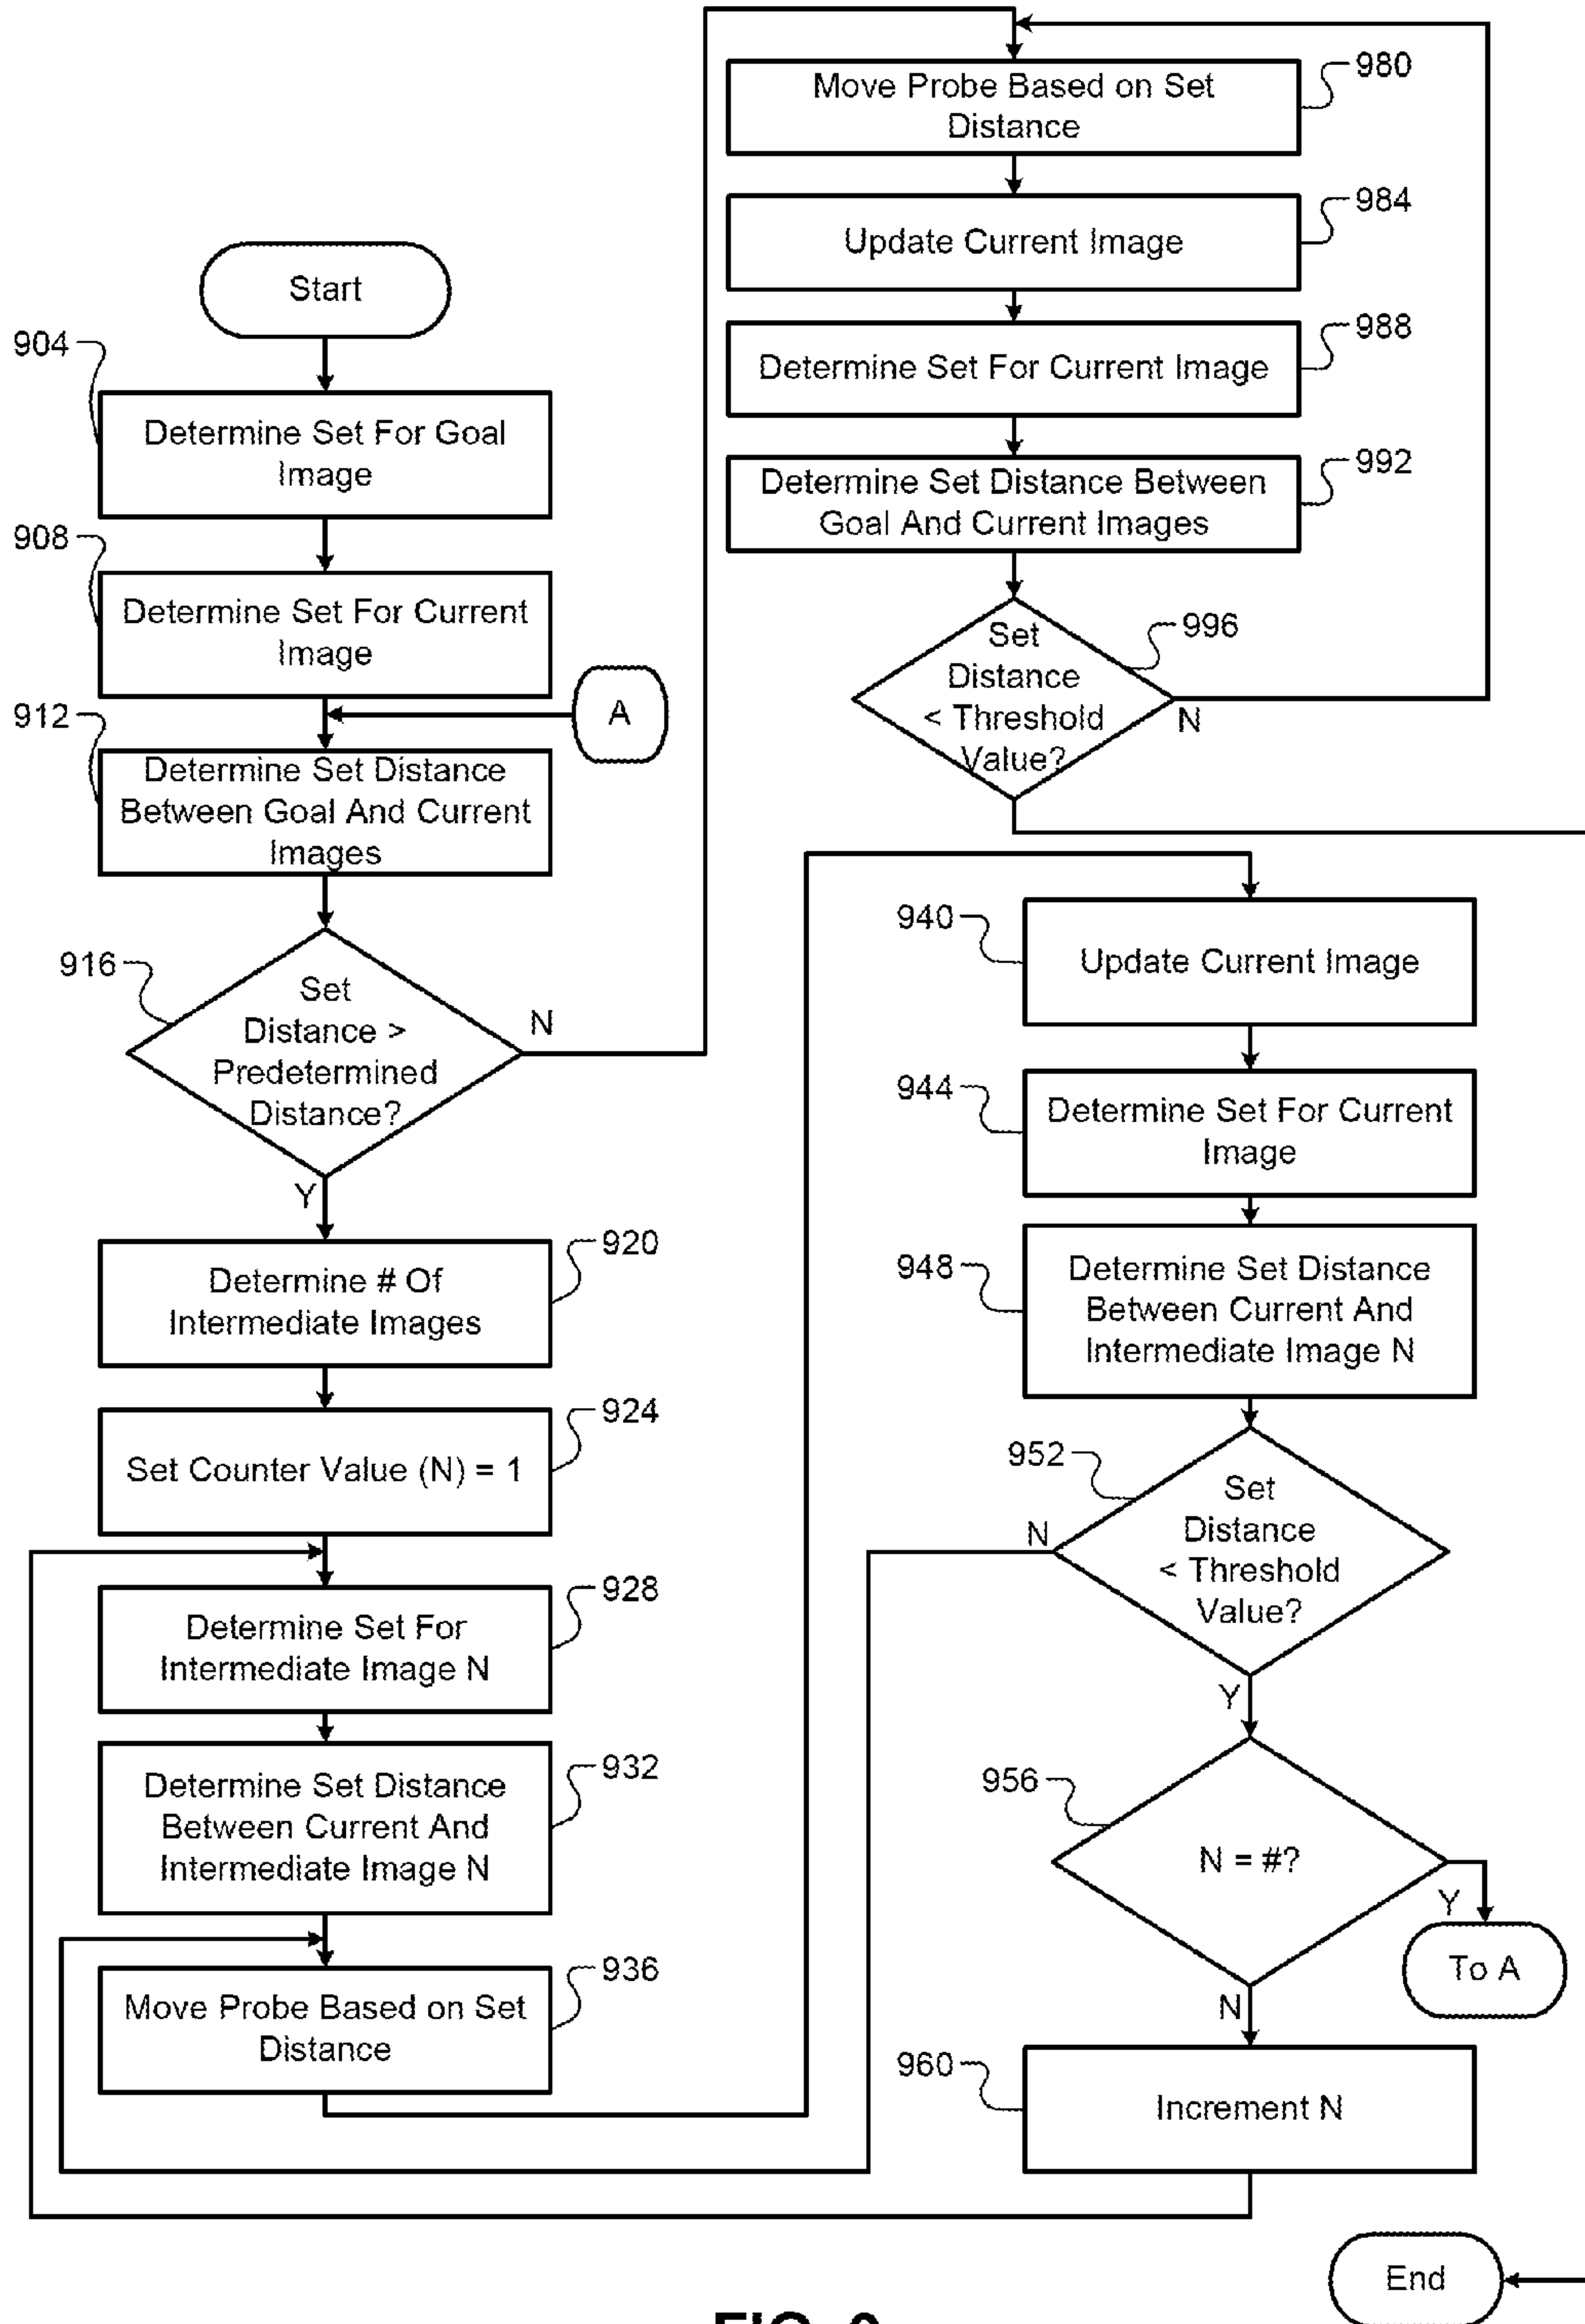 Start
904
Determine Set For Goal
Image
908
Determine Set For Current
Image
A
912
Determine Set Distance
Between Goal And Current
Images
916
Set
Distance >
Predetermined
Distance?
N
Y
920
Determine # Of
Intermediate Images
924
Set Counter Value (N) = 1
928
Determine Set For
Intermediate Image N
932
Determine Set Distance
Between Current And
Intermediate Image N
936
Move Probe Based on Set
Distance
980
Move Probe Based on Set
Distance
984
Update Current Image
988
Determine Set For Current Image
992
Determine Set Distance Between
Goal And Current Images
996
Set
Distance
< Threshold
Value?
N
940
Update Current Image
944
Determine Set For Current
Image
948
Determine Set Distance
Between Current And
Intermediate Image N
952
Set
Distance
< Threshold
Value?
N
Y
956
N = #?
Y
To A
N
960
Increment N
End